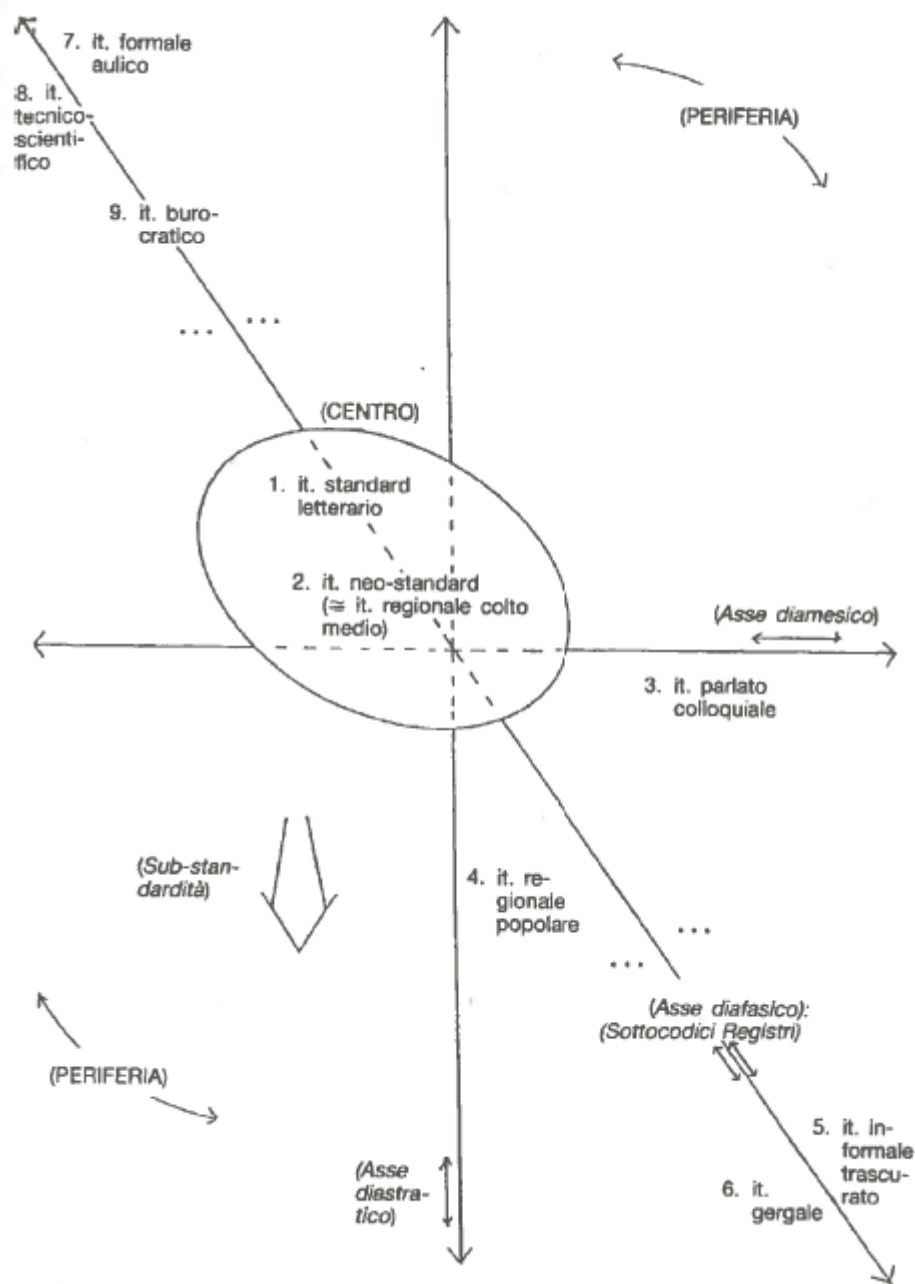 7. it. formale
aulico
8. it.
tecnico-
scienti-
fico
(PERIFERIA)
9. it. buro-
cratico
... ...
(CENTRO)
1. it. standard
letterario
2. it. neo-standard
(≅ it. regionale colto
medio)
(Asse diamesico)
3. it. parlato
colloquiale
(Sub-stan-
dardità)
4. it. re-
gionale
popolare
... ...
(Asse diafasico):
(Sottocodici Registri)
(PERIFERIA)
5. it. in-
formale
trascu-
rato
(Asse
diastra-
tico)
6. it.
gergale